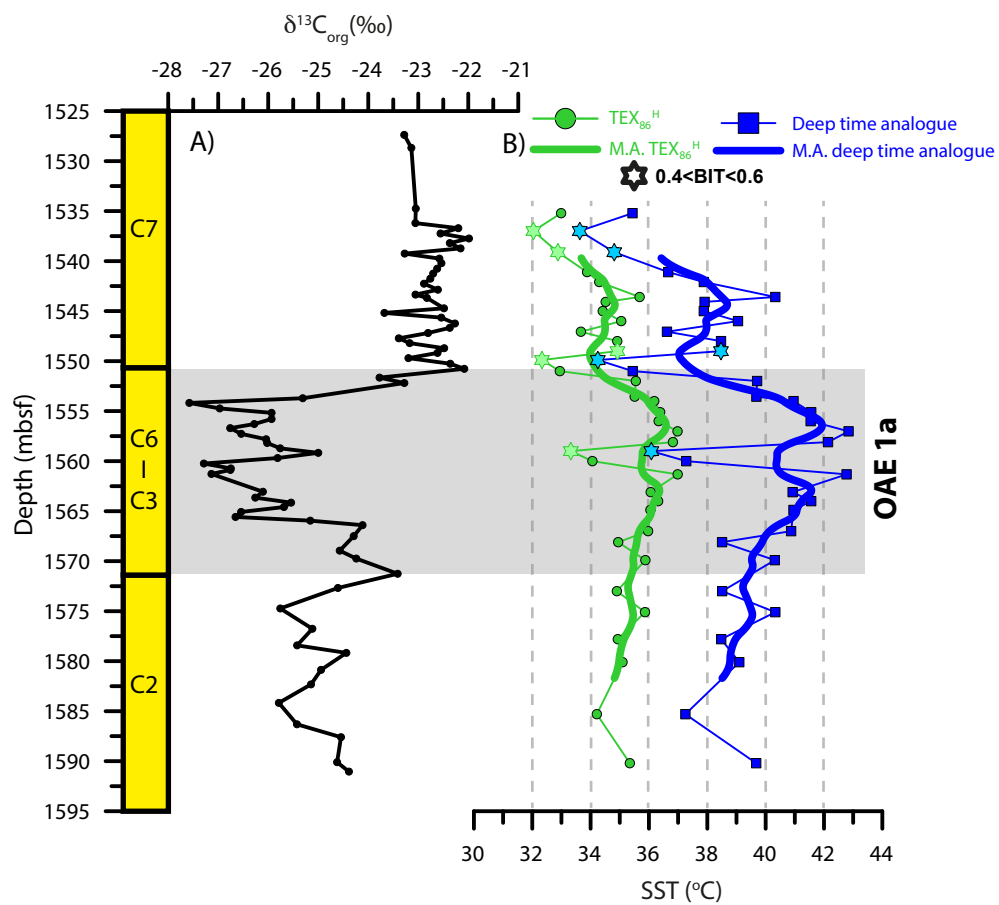 δ¹³C_org(‰)
-28 -27 -26 -25 -24 -23 -22 -21
A)
B)
TEX₈₆ᴴ
Deep time analogue
M.A. TEX₈₆ᴴ
M.A. deep time analogue
0.4<BIT<0.6
Depth (mbsf)
1525
1530
1535
1540
1545
1550
1555
1560
1565
1570
1575
1580
1585
1590
1595
C7
C6
I
C3
C2
OAE 1a
30 32 34 36 38 40 42 44
SST (°C)